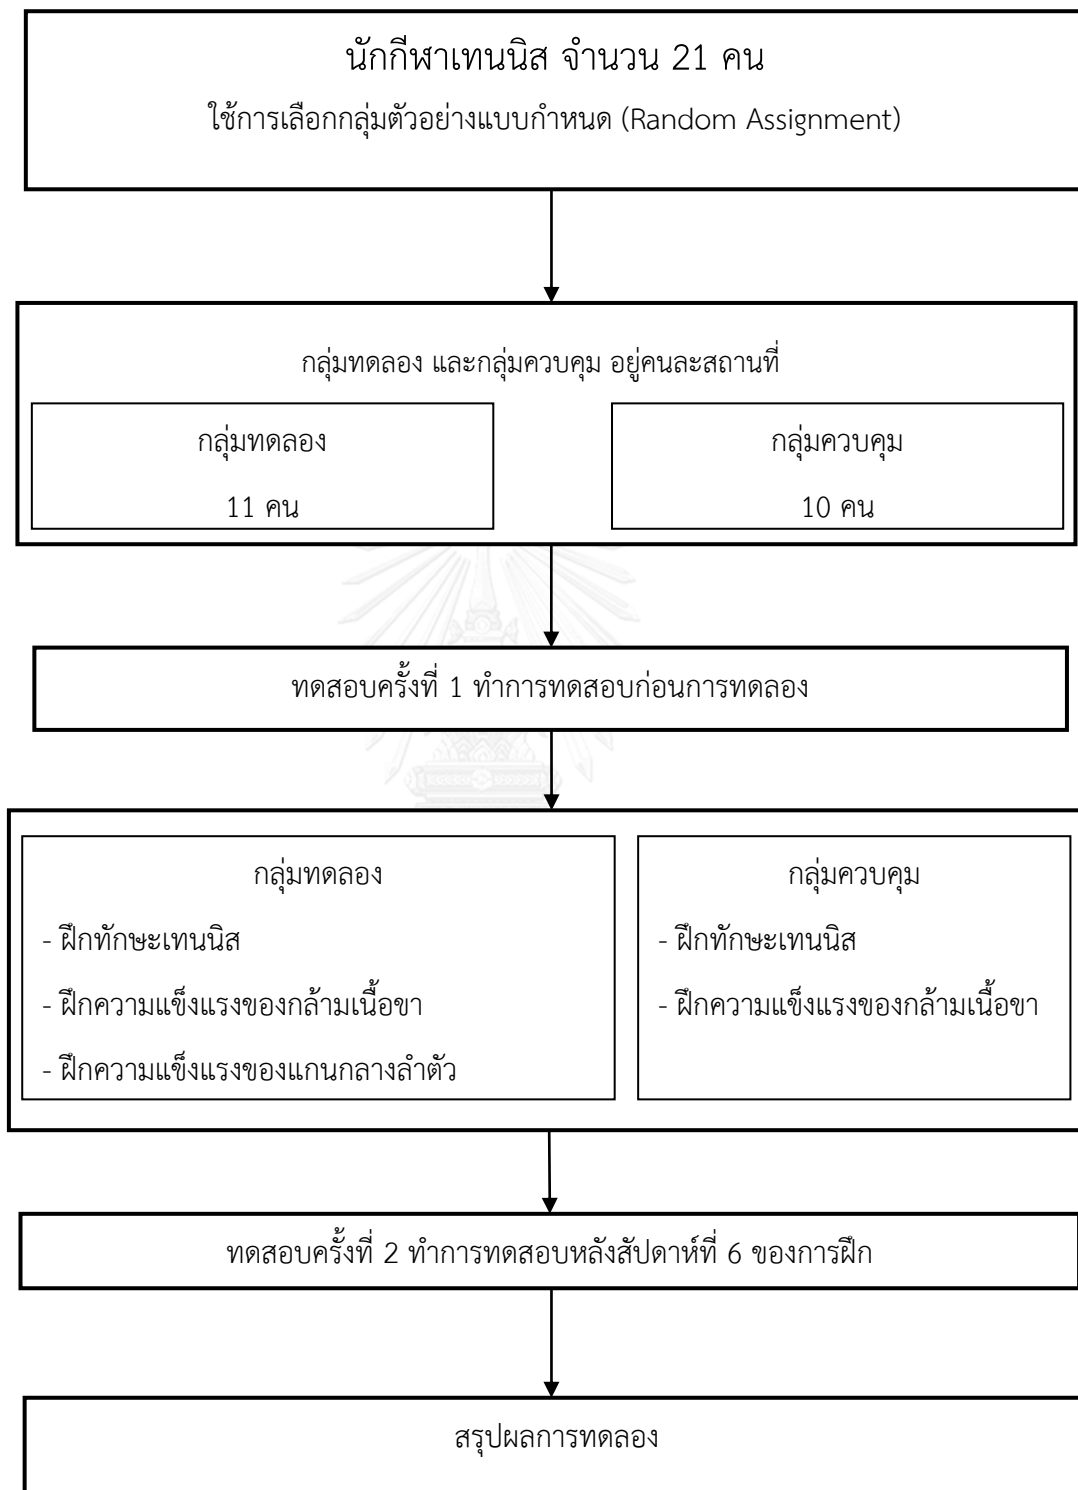 นักกีฬาเทนนิส จำนวน 21 คน
ใช้การเลือกกลุ่มตัวอย่างแบบกำหนด (Random Assignment)
กลุ่มทดลอง และกลุ่มควบคุม อยู่คนละสถานที่
กลุ่มทดลอง
11 คน
กลุ่มควบคุม
10 คน
ทดสอบครั้งที่ 1 ทำการทดสอบก่อนการทดลอง
กลุ่มทดลอง
- ฝึกทักษะเทนนิส
- ฝึกความแข็งแรงของกล้ามเนื้อขา
- ฝึกความแข็งแรงของแกนกลางลำตัว
กลุ่มควบคุม
- ฝึกทักษะเทนนิส
- ฝึกความแข็งแรงของกล้ามเนื้อขา
ทดสอบครั้งที่ 2 ทำการทดสอบหลังสัปดาห์ที่ 6 ของการฝึก
สรุปผลการทดลอง